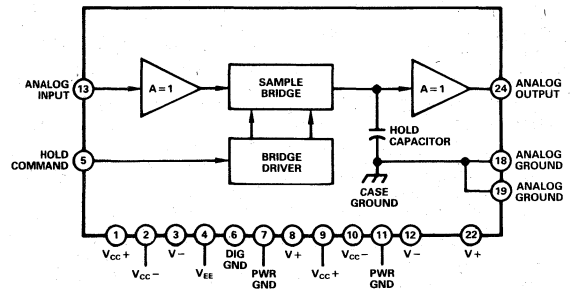 ANALOG
INPUT
13
A=1
SAMPLE
BRIDGE
A=1
24
ANALOG
OUTPUT
HOLD
CAPACITOR
HOLD
COMMAND
5
BRIDGE
DRIVER
CASE
GROUND
18
ANALOG
GROUND
19
ANALOG
GROUND
1 2 3 4 6 7 8 9 10 11 12 22
VCC+
VCC-
V-
VEE
DIG
GND
PWR
GND
V+
VCC+
VCC-
PWR
GND
V-
V+